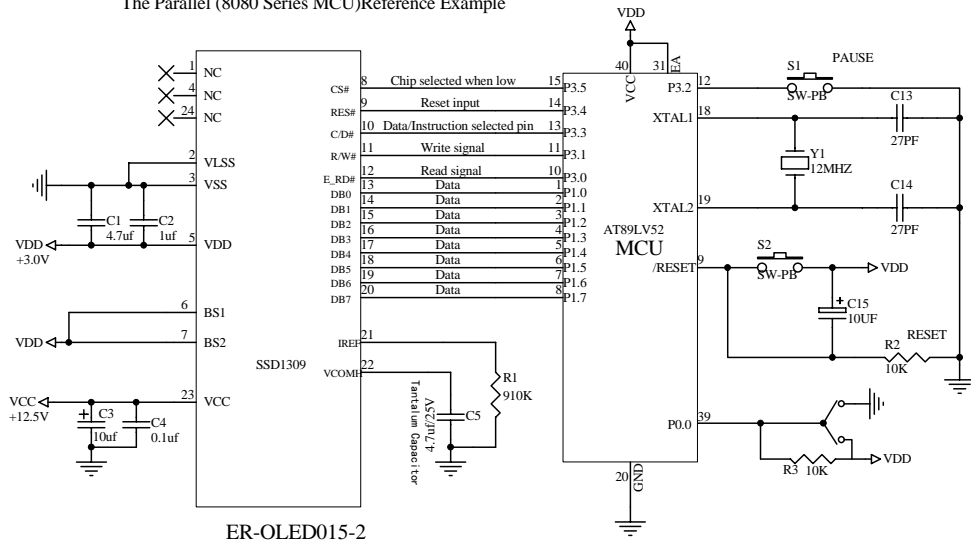 The Parallel (8080 Series MCU)Reference Example
VDD
1 NC
4 NC
24 NC
2 VLSS
3 VSS
C1 4.7uf
C2 1uf
VDD +3.0V
5 VDD
6 BS1
VDD
7 BS2
SSD1309
VCC +12.5V
23 VCC
C3 + 10uf
C4 0.1uf
ER-OLED015-2
CS# 8 Chip selected when low 15 P3.5
RES# 9 Reset input 14 P3.4
C/D# 10 Data/Instruction selected pin 13 P3.3
R/W# 11 Write signal 11 P3.1
E_RD# 12 Read signal 10 P3.0
DB0 13 Data 1 P1.0
DB1 14 Data 2 P1.1
DB2 15 Data 3 P1.2
DB3 16 Data 4 P1.3
DB4 17 Data 5 P1.4
DB5 18 Data 6 P1.5
DB6 19 Data 7 P1.6
DB7 20 Data 8 P1.7
IREF 21
VCOMH 22
R1 910K
Tantalum Capacitor
4.7uf/25V
C5
40 VCC
31 EA
AT89LV52
MCU
20 GND
P3.2 12
S1 PAUSE
SW-PB
XTAL1 18
C13
27PF
Y1
12MHZ
XTAL2 19
C14
27PF
/RESET 9
S2
SW-PB
VDD
+ C15
10UF
RESET
R2
10K
P0.0 39
R3 10K
VDD